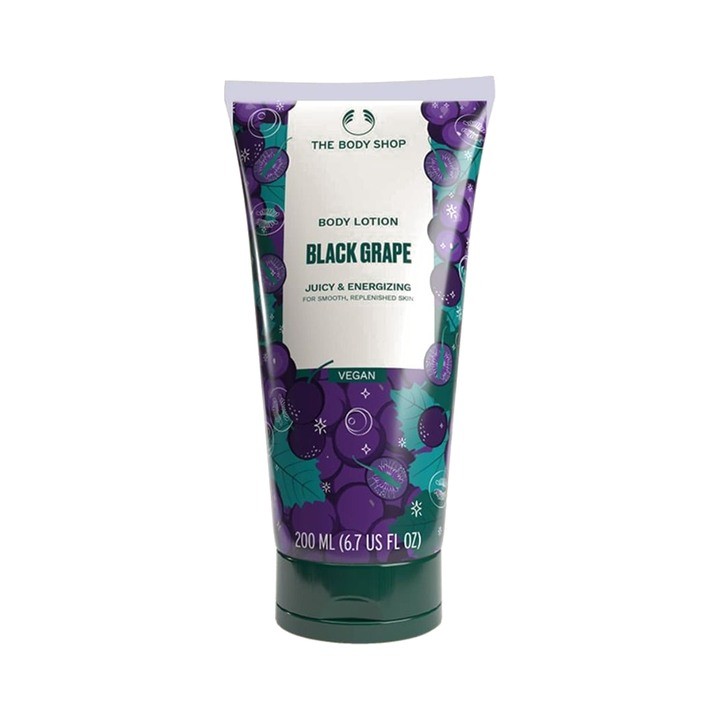 THE BODY SHOP
BODY LOTION
BLACK GRAPE
JUICY & ENERGIZING
FOR SMOOTH, REPLENISHED SKIN
VEGAN
200 ML (6.7 US FL OZ)